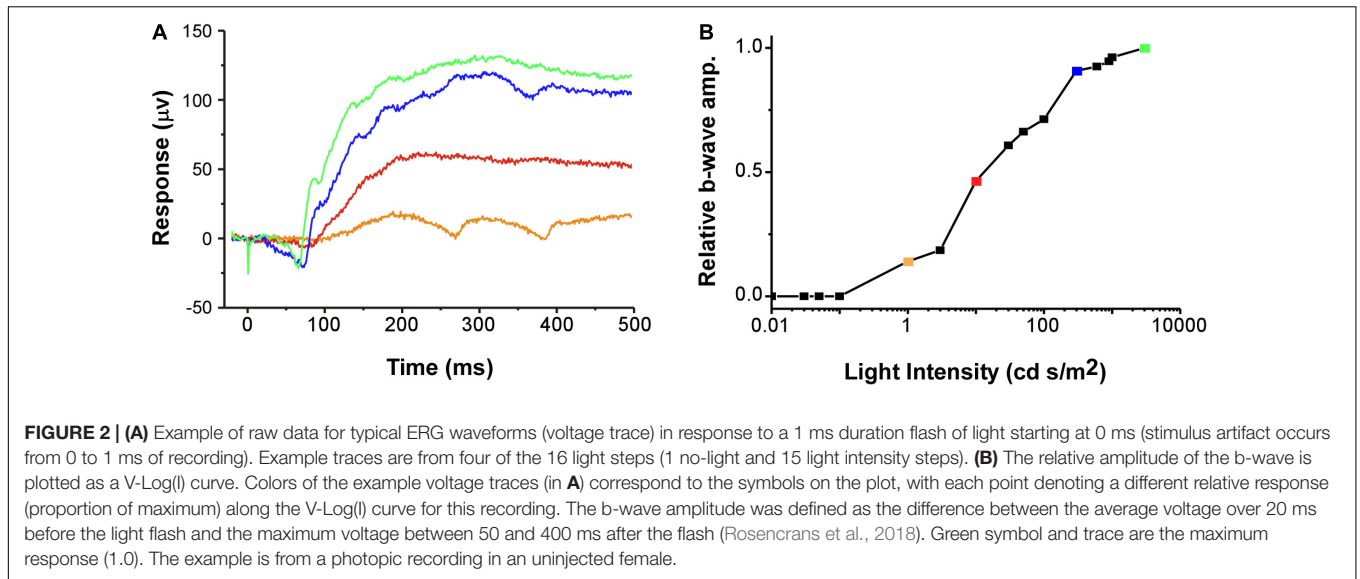 A
150
100
50
0
-50
Response (μv)
0
100
200
300
400
500
Time (ms)
B
1.0
0.5
0.0
Relative b-wave amp.
0.01
1
100
10000
Light Intensity (cd s/m2)
FIGURE 2 | (A) Example of raw data for typical ERG waveforms (voltage trace) in response to a 1 ms duration flash of light starting at 0 ms (stimulus artifact occurs
from 0 to 1 ms of recording). Example traces are from four of the 16 light steps (1 no-light and 15 light intensity steps). (B) The relative amplitude of the b-wave is
plotted as a V-Log(I) curve. Colors of the example voltage traces (in A) correspond to the symbols on the plot, with each point denoting a different relative response
(proportion of maximum) along the V-Log(I) curve for this recording. The b-wave amplitude was defined as the difference between the average voltage over 20 ms
before the light flash and the maximum voltage between 50 and 400 ms after the flash (Rosencrans et al., 2018). Green symbol and trace are the maximum
response (1.0). The example is from a photopic recording in an uninjected female.